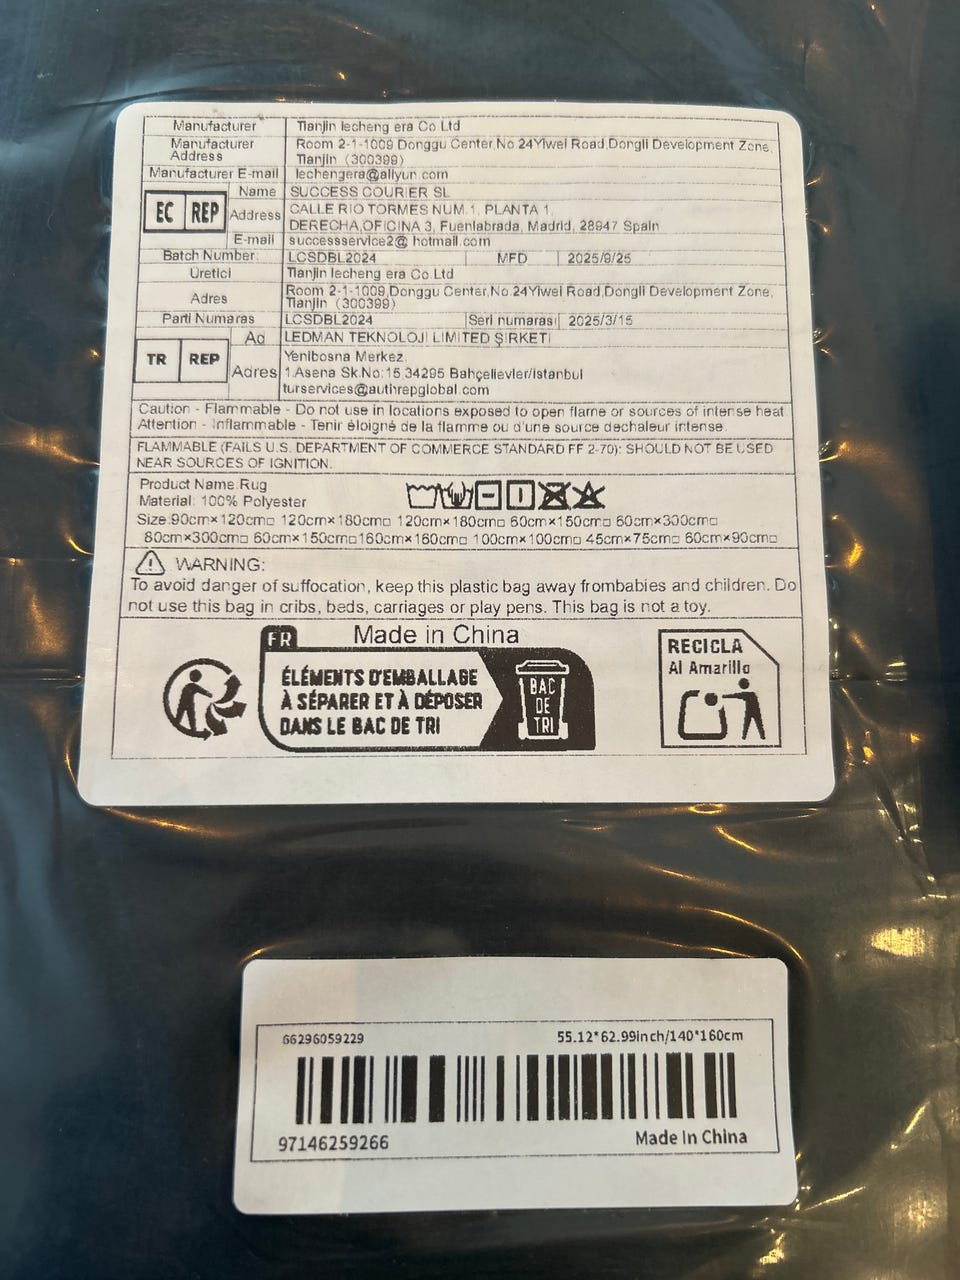 Manufacturer Tianjin lecheng era Co Ltd
Manufacturer Address Room 2-1-1009 Donggu Center,No 24Yiwei Road,Dongli Development Zone, Tianjin (300399)
Manufacturer E-mail lechengera@aliyun.com
EC REP
Name SUCCESS COURIER SL
Address CALLE RIO TORMES NUM.1, PLANTA 1,
DERECHA,OFICINA 3, Fuenlabrada, Madrid, 28947 Spain
E-mail successservice2@ hotmail.com
Batch Number: LCSDBL2024 MFD 2025/9/25
Üretici Tianjin lecheng era Co Ltd
Adres Room 2-1-1009,Donggu Center,No.24Yiwei Road,Dongli Development Zone, Tianjin (300399)
Parti Numaras LCSDBL2024 Seri numaras 2025/3/15
TR REP
Ad LEDMAN TEKNOLOJI LIMITED ŞIRKETI
Adres Yenibosna Merkez.
1.Asena Sk.No:15,34295 Bahçelievler/istanbul
turservices@authrepglobal.com
Caution - Flammable - Do not use in locations exposed to open flame or sources of intense heat.
Attention - Inflammable - Tenir éloigné de la flamme ou d'une source dechaleur intense.
FLAMMABLE (FAILS U.S. DEPARTMENT OF COMMERCE STANDARD FF 2-70): SHOULD NOT BE USED
NEAR SOURCES OF IGNITION.
Product Name:Rug
Material: 100% Polyester
Size:90cm×120cm□ 120cm×180cm□ 120cm×180cm□ 60cm×150cm□ 60cm×300cm□
80cm×300cm□ 60cm×150cm□160cm×160cm□ 100cm×100cm□ 45cm×75cm□ 60cm×90cm□
WARNING:
To avoid danger of suffocation, keep this plastic bag away frombabies and children. Do
not use this bag in cribs, beds, carriages or play pens. This bag is not a toy.
Made in China
FR
ÉLÉMENTS D'EMBALLAGE
À SÉPARER ET À DÉPOSER
DANS LE BAC DE TRI
BAC
DE
TRI
RECICLA
Al Amarillo
66296059229 55.12*62.99inch/140*160cm
97146259266 Made In China